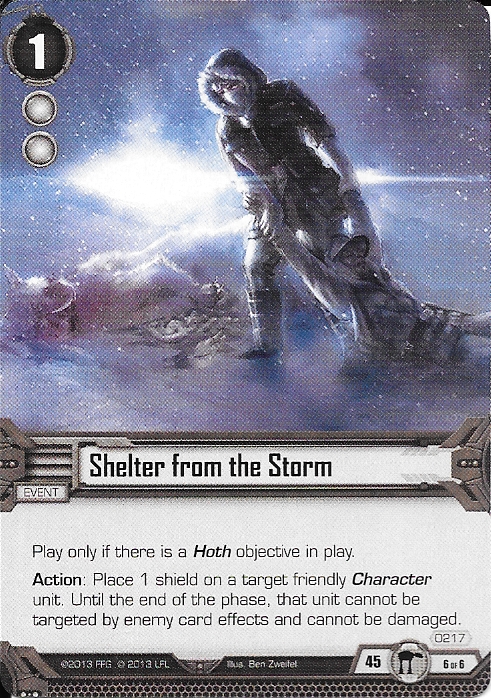 1
Shelter from the Storm
EVENT
Play only if there is a Hoth objective in play.
Action: Place 1 shield on a target friendly Character
unit. Until the end of the phase, that unit cannot be
targeted by enemy card effects and cannot be damaged.
0217
©2013 FFG © 2013 LFL Illus. Ben Zweifel 45 6 OF 6